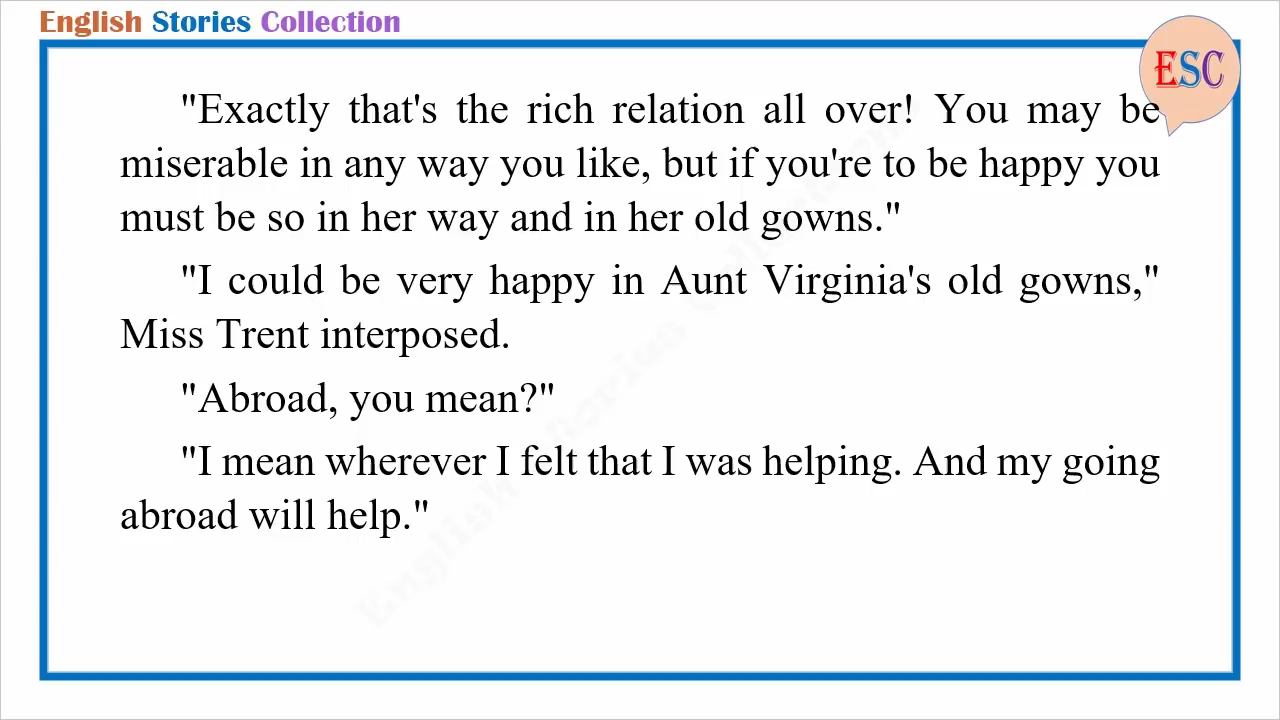 English Stories Collection
ESC
"Exactly that's the rich relation all over! You may be
miserable in any way you like, but if you're to be happy you
must be so in her way and in her old gowns."
"I could be very happy in Aunt Virginia's old gowns,"
Miss Trent interposed.
"Abroad, you mean?"
"I mean wherever I felt that I was helping. And my going
abroad will help."
English Stories Collection